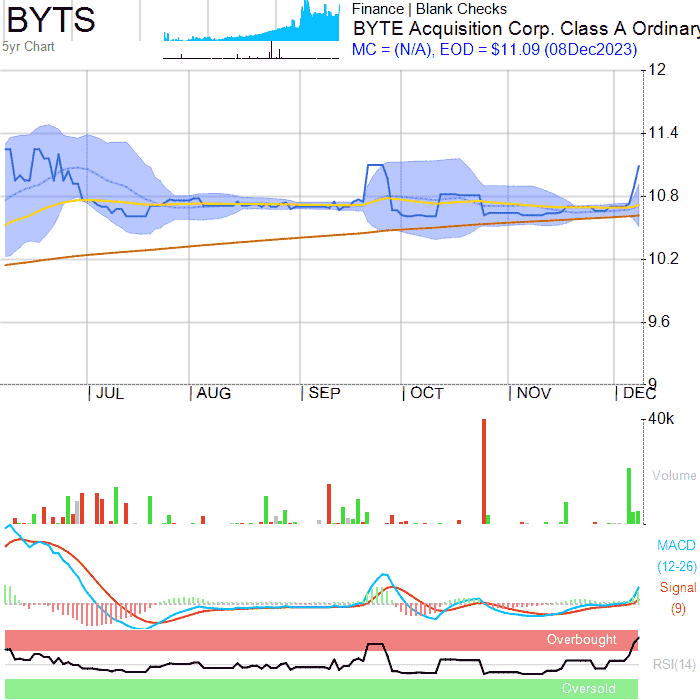 BYTS
5yr Chart
Finance | Blank Checks
BYTE Acquisition Corp. Class A Ordinary
MC = (N/A), EOD = $11.09 (08Dec2023)
12
11.4
10.8
10.2
9.6
9
JUL AUG SEP OCT NOV DEC
40k
Volume
MACD
(12-26)
Signal
(9)
Overbought
RSI(14)
Oversold